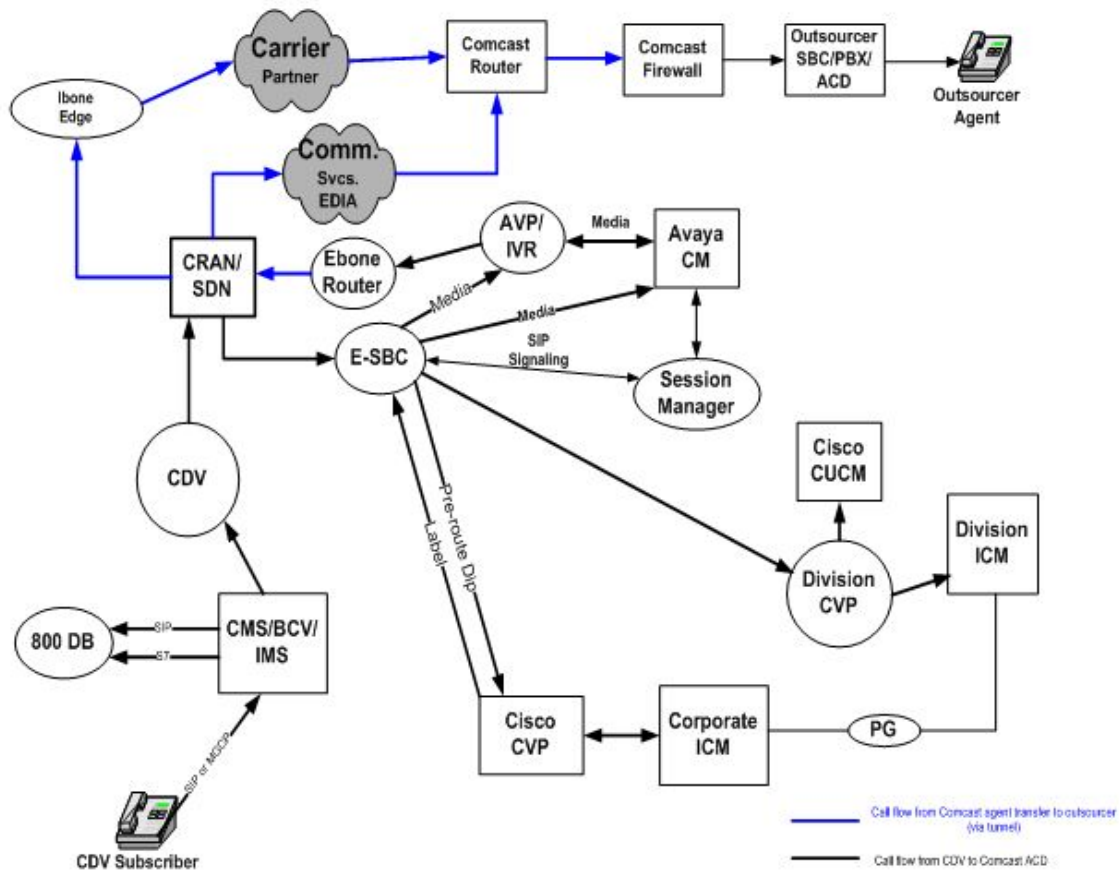 Carrier
Partner
Comcast
Router
Comcast
Firewall
Outsourcer
SBC/PBX/
ACD
Outsourcer
Agent
Ibone
Edge
Comm.
Svcs.
EDIA
AVP/
IVR
Media
Avaya
CM
CRAN/
SDN
Ebone
Router
Media
Media
E-SBC
SIP
Signaling
Session
Manager
CDV
Cisco
CUCM
Pre-route Dip
Label
Division
ICM
Division
CVP
800 DB
SIP
S7
CMS/BCV/
IMS
Cisco
CVP
Corporate
ICM
PG
SIP or MGCP
CDV Subscriber
Call flow from Comcast agent transfer to outsourcer
(via tunnel)
Call flow from CDV to Comcast ACD